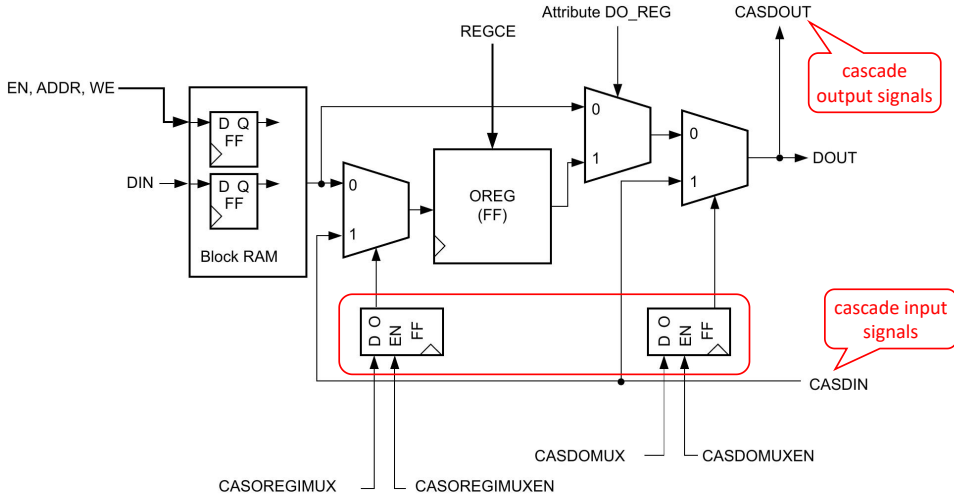 Attribute DO_REG
CASDOUT
REGCE
cascade
output signals
EN, ADDR, WE
D Q
FF
0
0
1
DOUT
DIN
D Q
FF
0
1
1
OREG
(FF)
Block RAM
D O
EN
FF
D O
EN
FF
cascade input
signals
CASDIN
CASDOMUX
CASDOMUXEN
CASOREGIMUX
CASOREGIMUXEN